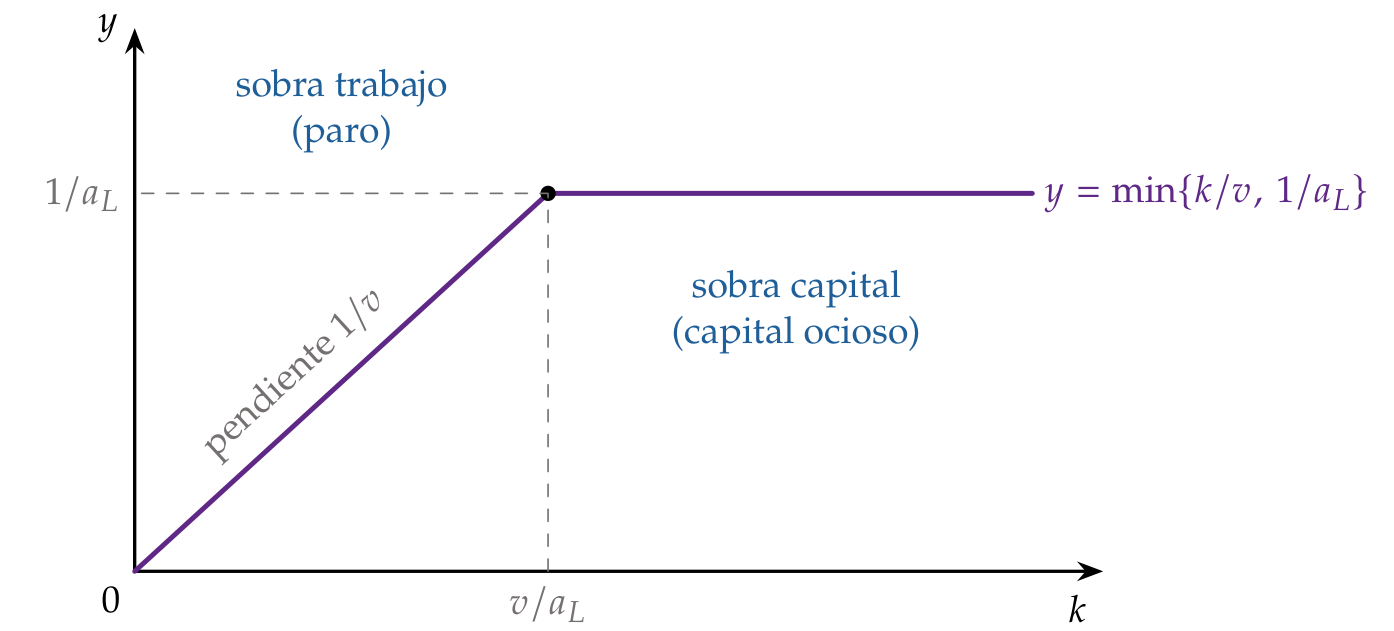 y
sobra trabajo
(paro)
1/a_L
y = min{k/v, 1/a_L}
sobra capital
(capital ocioso)
pendiente 1/v
0
v/a_L
k